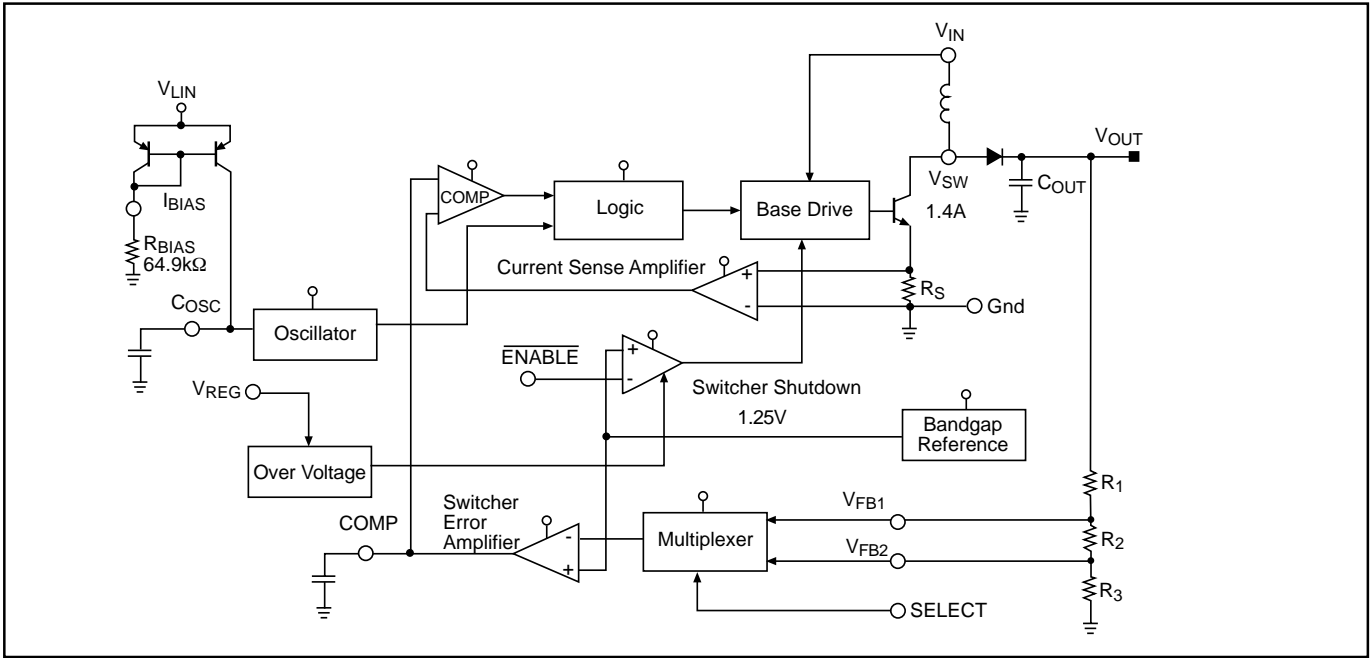 VIN
VLIN
VOUT
COMP
Logic
Base Drive
VSW
COUT
1.4A
IBIAS
RBIAS
64.9kΩ
Current Sense Amplifier
+
-
RS
Gnd
COSC
Oscillator
ENABLE
+
-
Switcher Shutdown
1.25V
VREG
Bandgap
Reference
Over Voltage
R1
Switcher
Error
Amplifier
COMP
-
+
Multiplexer
VFB1
R2
VFB2
R3
SELECT